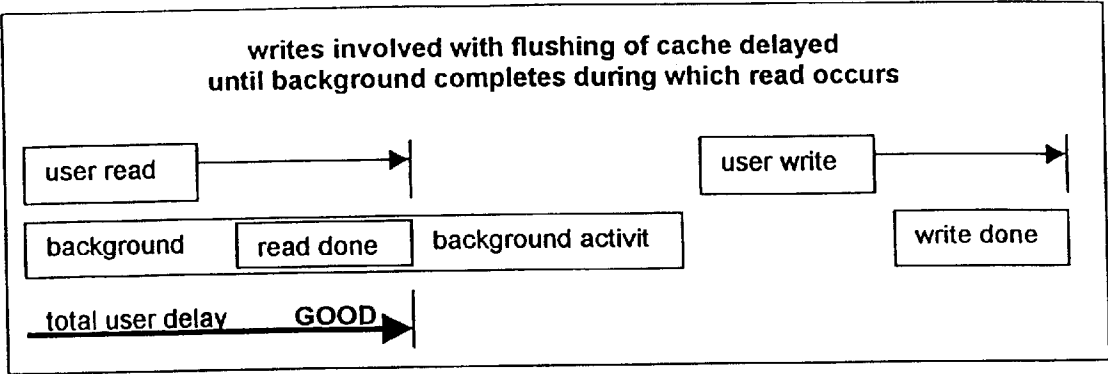 writes involved with flushing of cache delayed
until background completes during which read occurs
user read
user write
background
read done
background activit
write done
total user delay GOOD